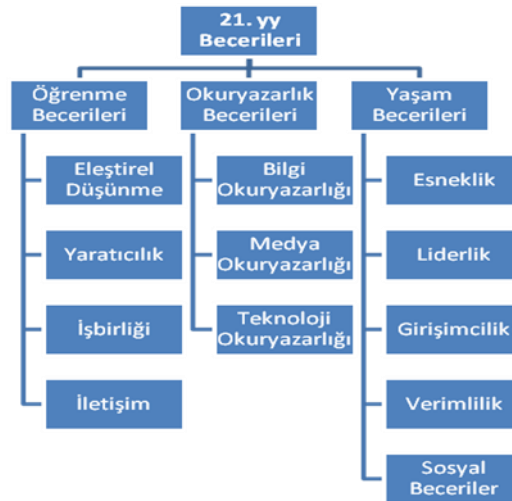 21. yy
Becerileri
Öğrenme
Becerileri
Eleştirel
Düşünme
Yaratıcılık
İşbirliği
İletişim
Okuryazarlık
Becerileri
Bilgi
Okuryazarlığı
Medya
Okuryazarlığı
Teknoloji
Okuryazarlığı
Yaşam
Becerileri
Esneklik
Liderlik
Girişimcilik
Verimlilik
Sosyal
Beceriler